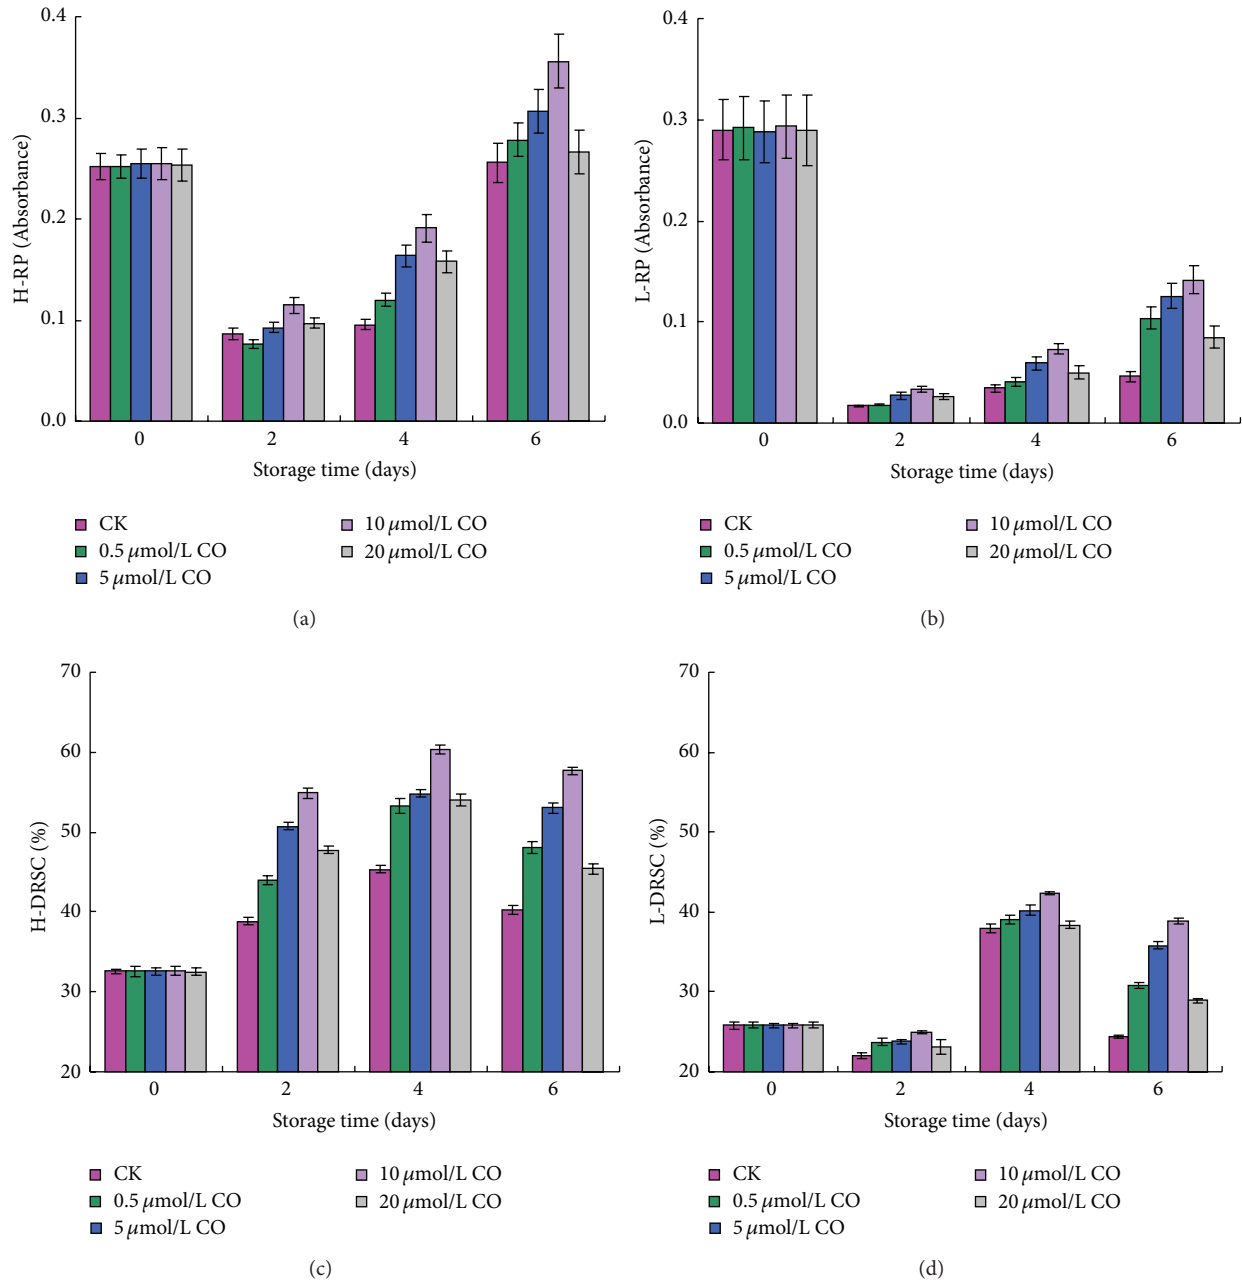 0.4
0.3
0.2
0.1
0.0
H-RP (Absorbance)
0 2 4 6
Storage time (days)
CK
0.5 μmol/L CO
5 μmol/L CO
10 μmol/L CO
20 μmol/L CO
(a)
0.4
0.3
0.2
0.1
0.0
L-RP (Absorbance)
0 2 4 6
Storage time (days)
CK
0.5 μmol/L CO
5 μmol/L CO
10 μmol/L CO
20 μmol/L CO
(b)
70
60
50
40
30
20
H-DRSC (%)
0 2 4 6
Storage time (days)
CK
0.5 μmol/L CO
5 μmol/L CO
10 μmol/L CO
20 μmol/L CO
(c)
70
60
50
40
30
20
L-DRSC (%)
0 2 4 6
Storage time (days)
CK
0.5 μmol/L CO
5 μmol/L CO
10 μmol/L CO
20 μmol/L CO
(d)